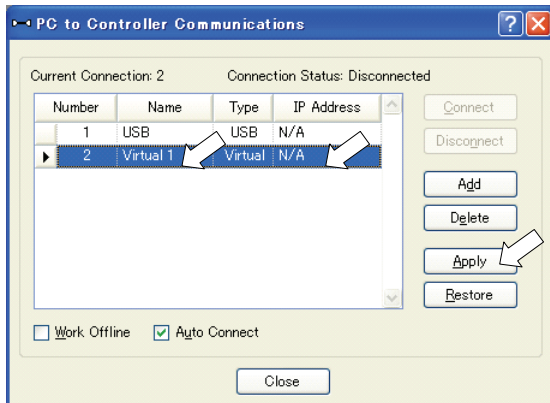 PC to Controller Communications
Current Connection: 2 Connection Status: Disconnected
Number Name Type IP Address
1 USB USB N/A
2 Virtual 1 Virtual N/A
Connect
Disconnect
Add
Delete
Apply
Restore
Work Offline Auto Connect
Close